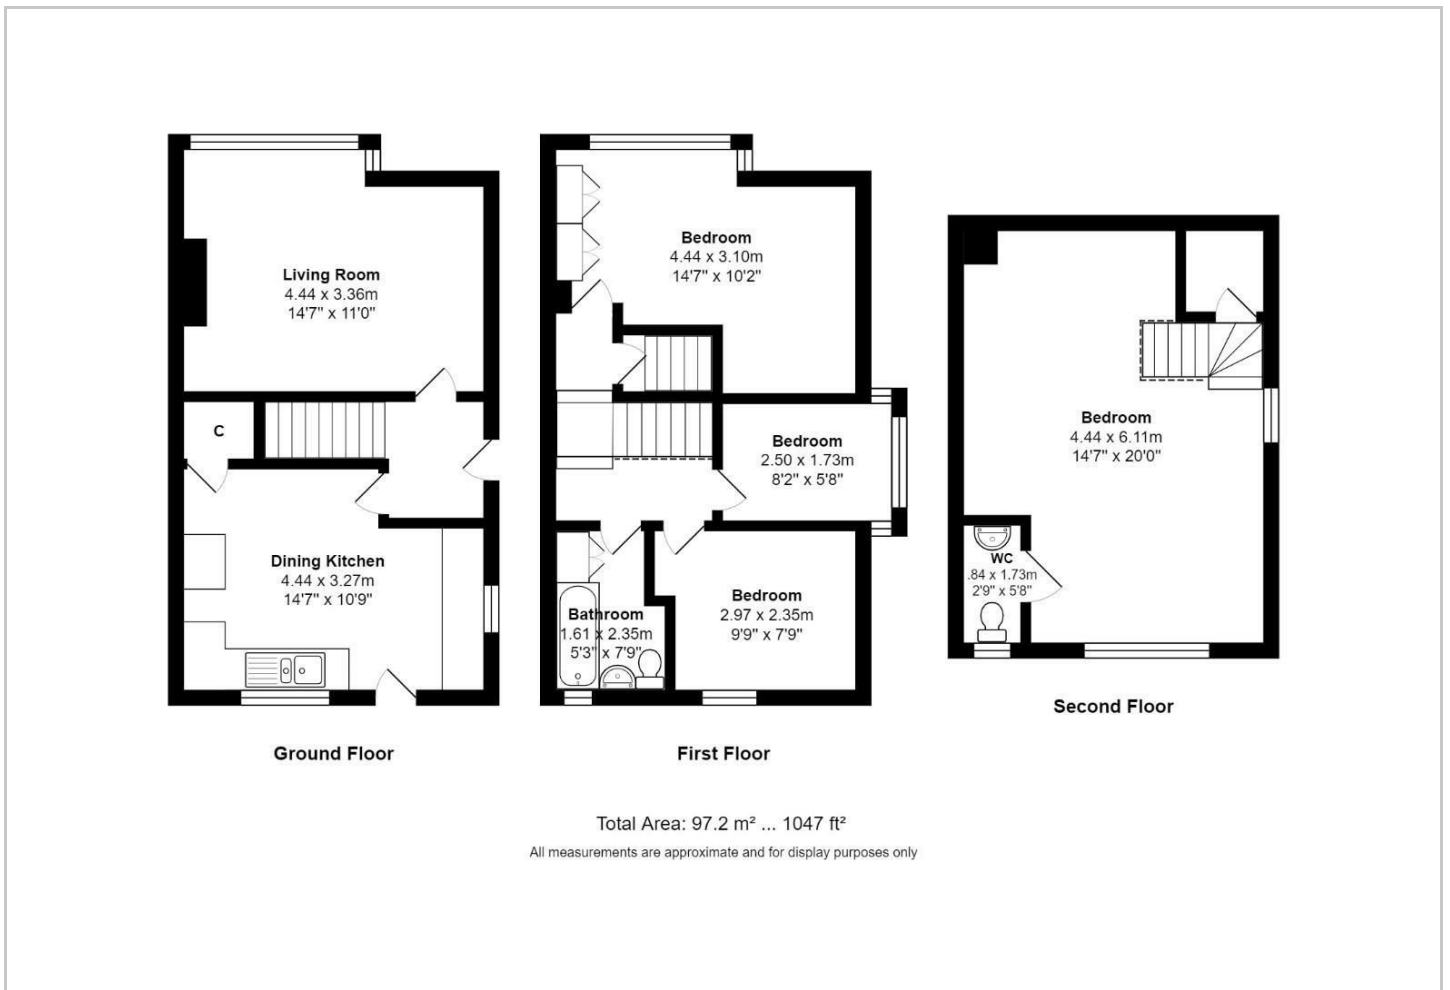 Living Room
4.44 x 3.36m
14'7" x 11'0"
C
Dining Kitchen
4.44 x 3.27m
14'7" x 10'9"
Ground Floor
Bedroom
4.44 x 3.10m
14'7" x 10'2"
Bedroom
2.50 x 1.73m
8'2" x 5'8"
Bathroom
1.61 x 2.35m
5'3" x 7'9"
Bedroom
2.97 x 2.35m
9'9" x 7'9"
First Floor
Bedroom
4.44 x 6.11m
14'7" x 20'0"
WC
.84 x 1.73m
2'9" x 5'8"
Second Floor
Total Area: 97.2 m² ... 1047 ft²
All measurements are approximate and for display purposes only